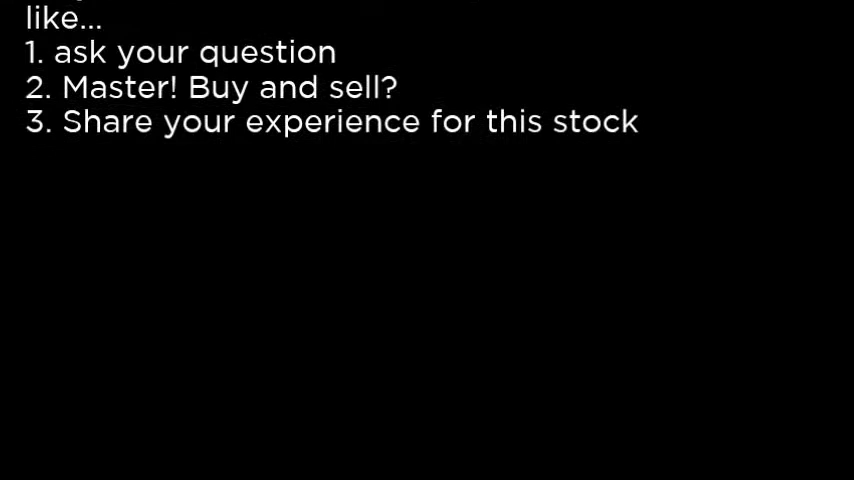 like...
1. ask your question
2. Master! Buy and sell?
3. Share your experience for this stock